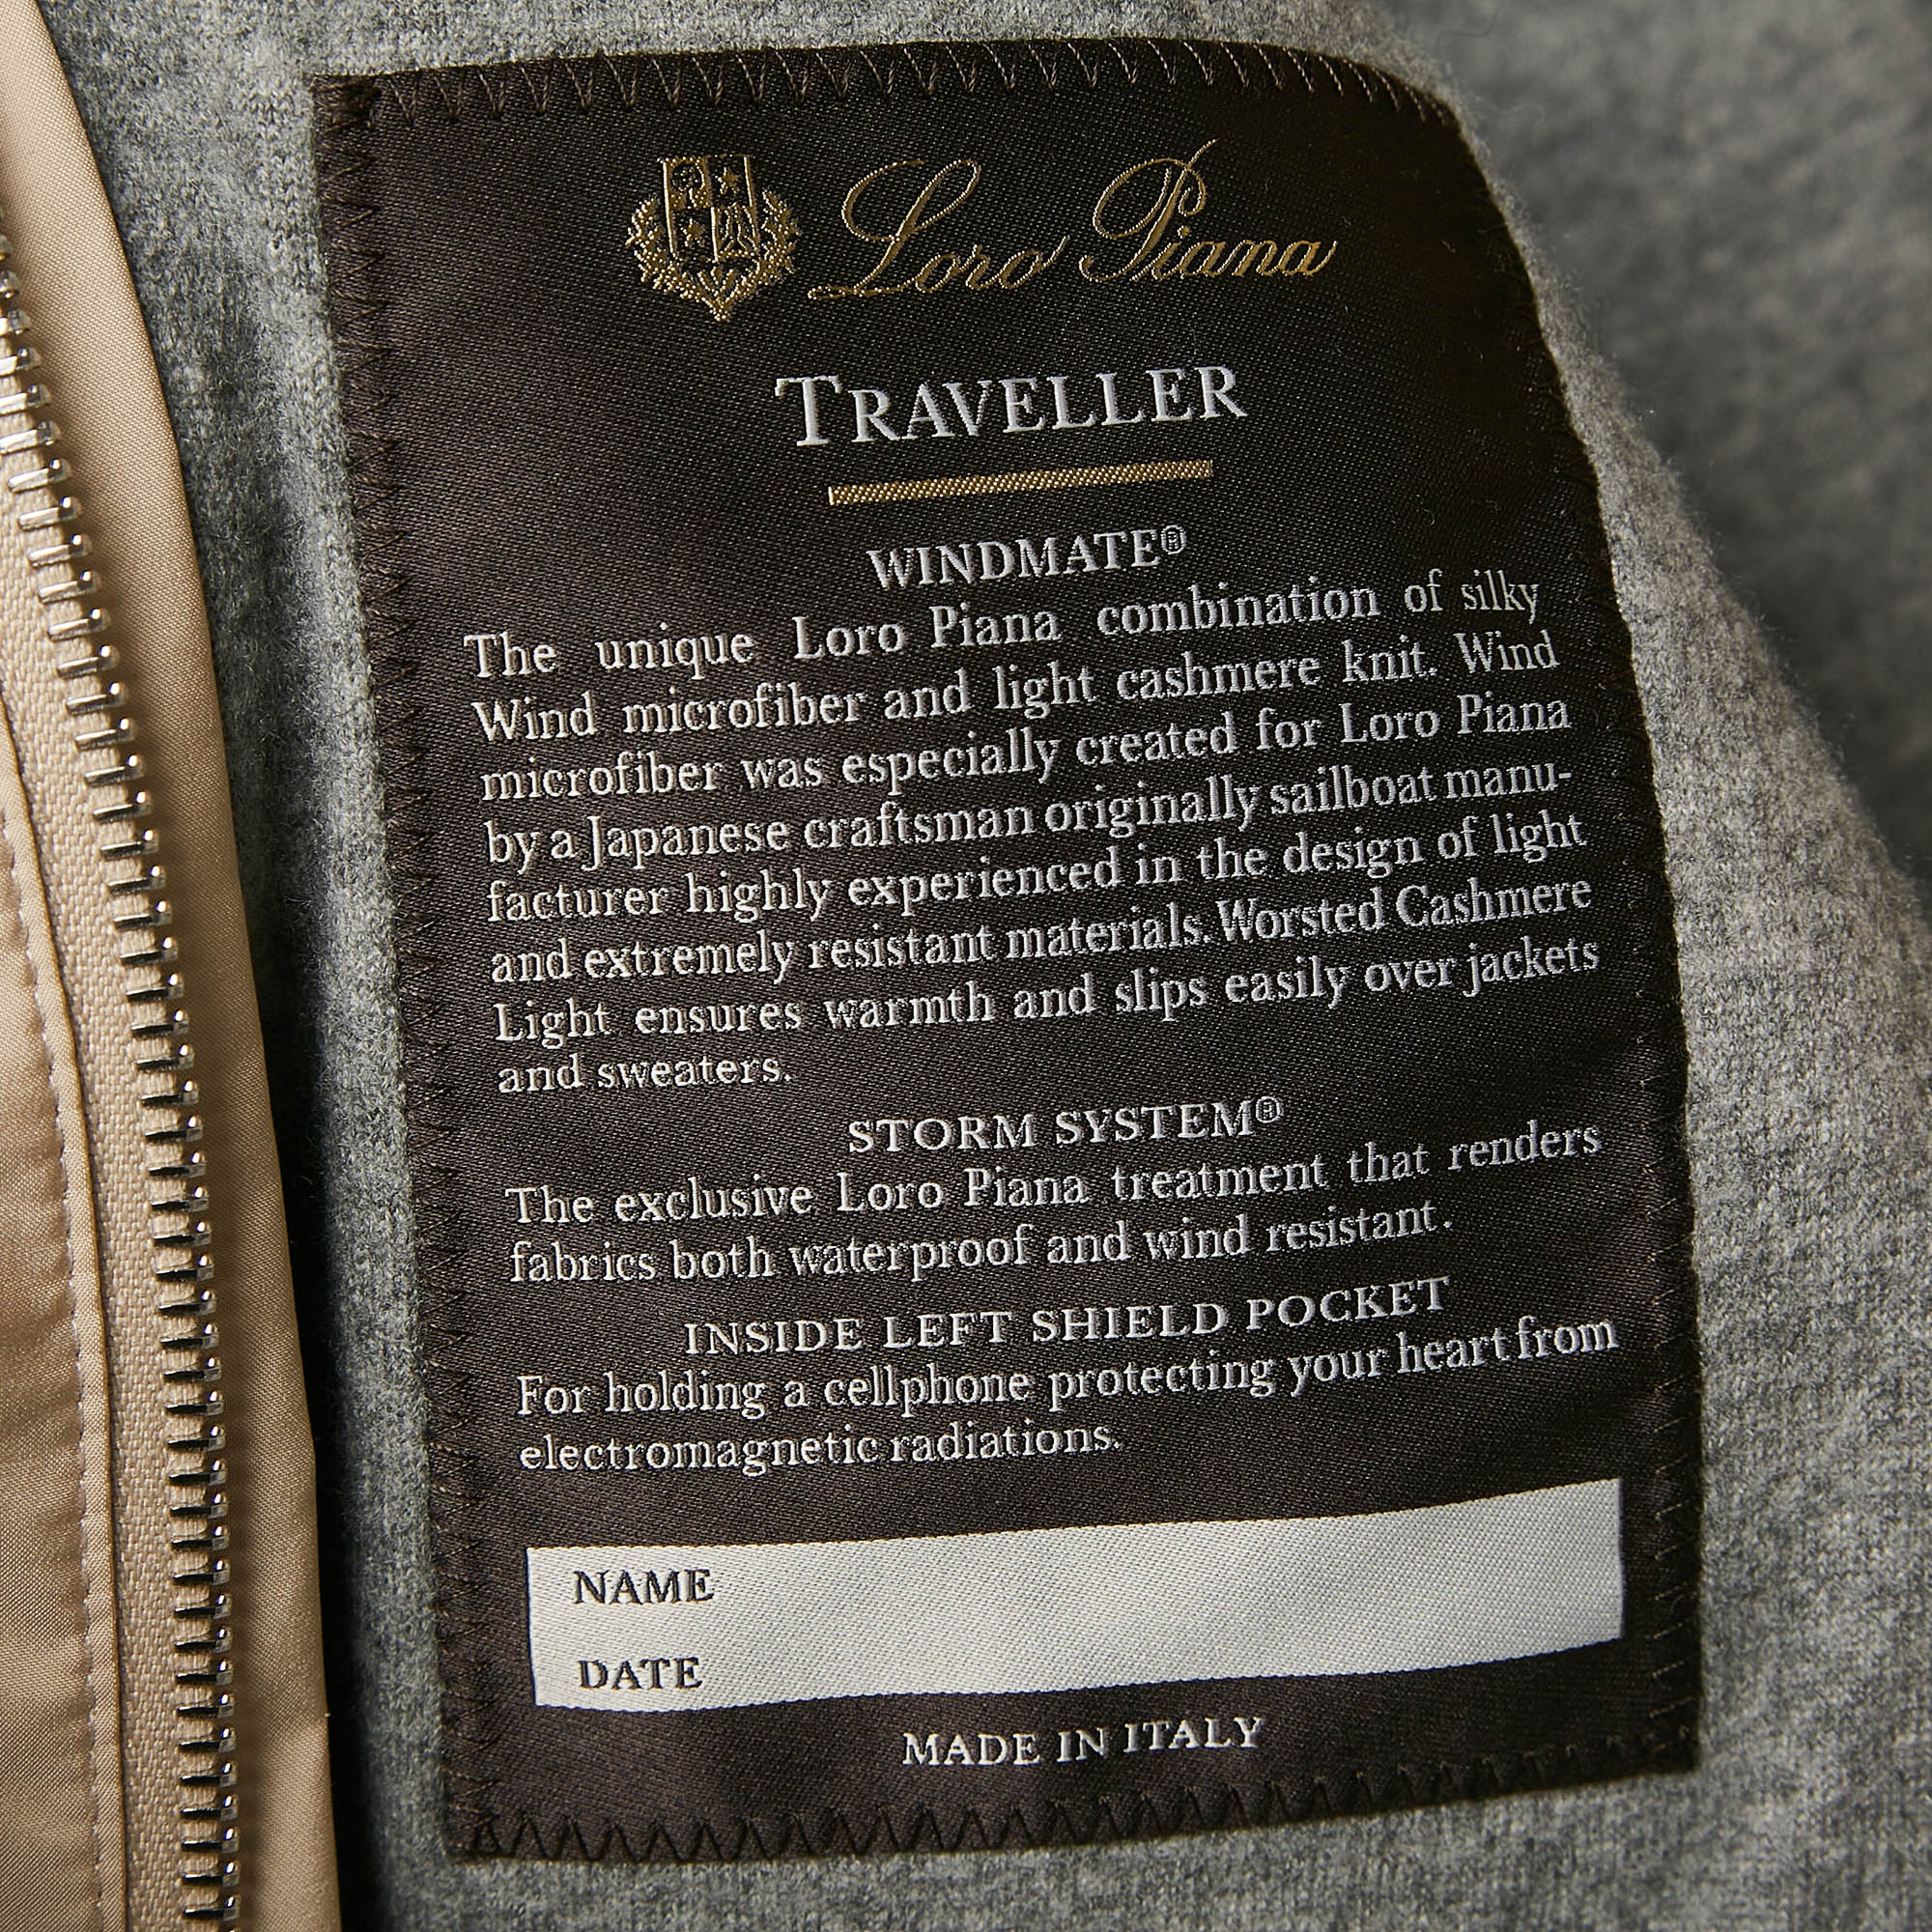 Loro Piana
TRAVELLER
WINDMATE®
The unique Loro Piana combination of silky
Wind microfiber and light cashmere knit. Wind
microfiber was especially created for Loro Piana
by a Japanese craftsman originally sailboat manu-
facturer highly experienced in the design of light
and extremely resistant materials. Worsted Cashmere
Light ensures warmth and slips easily over jackets
and sweaters.
STORM SYSTEM®
The exclusive Loro Piana treatment that renders
fabrics both waterproof and wind resistant.
INSIDE LEFT SHIELD POCKET
For holding a cellphone protecting your heart from
electromagnetic radiations.
NAME
DATE
MADE IN ITALY